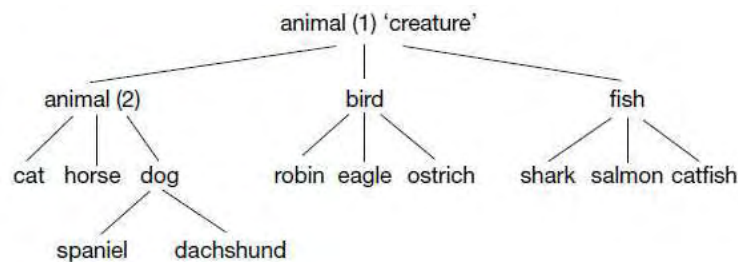 animal (1) ‘creature’
animal (2) bird fish
cat horse dog robin eagle ostrich shark salmon catfish
spaniel dachshund